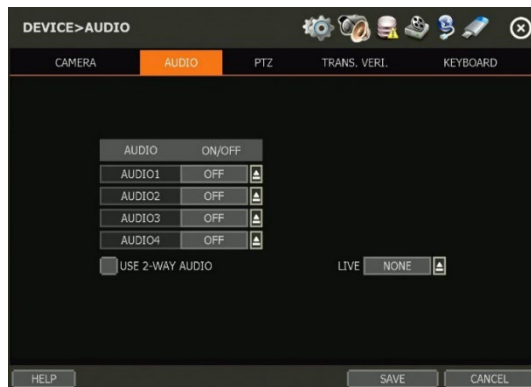 DEVICE>AUDIO
CAMERA AUDIO PTZ TRANS. VERI. KEYBOARD
AUDIO ON/OFF
AUDIO1 OFF
AUDIO2 OFF
AUDIO3 OFF
AUDIO4 OFF
USE 2-WAY AUDIO LIVE NONE
HELP SAVE CANCEL